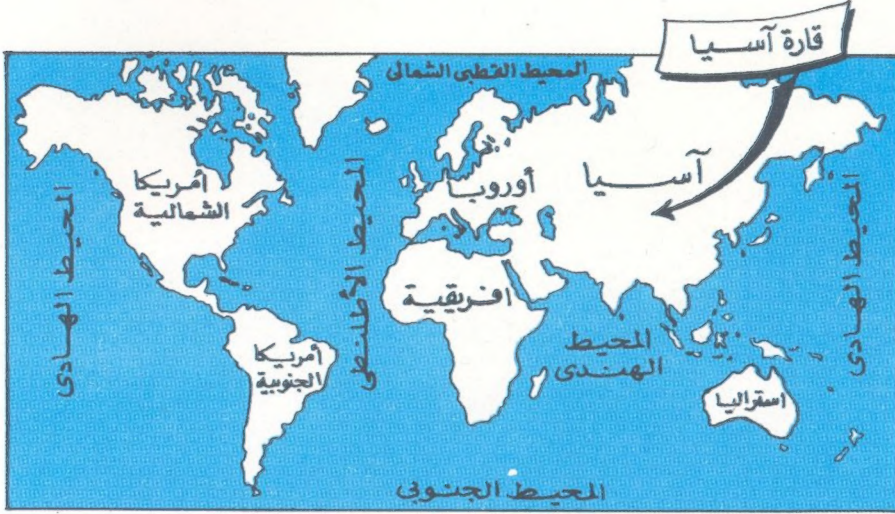 قارة آسيا
المحيط القطبى الشمالى
آسيا
أوروبا
أمريكا
الشمالية
المحيط الهادى
المحيط الأطلنطى
المحيط الهادى
افريقية
المحيط
الهندى
أمريكا
الجنوبية
استراليا
المحيط الجنوبى